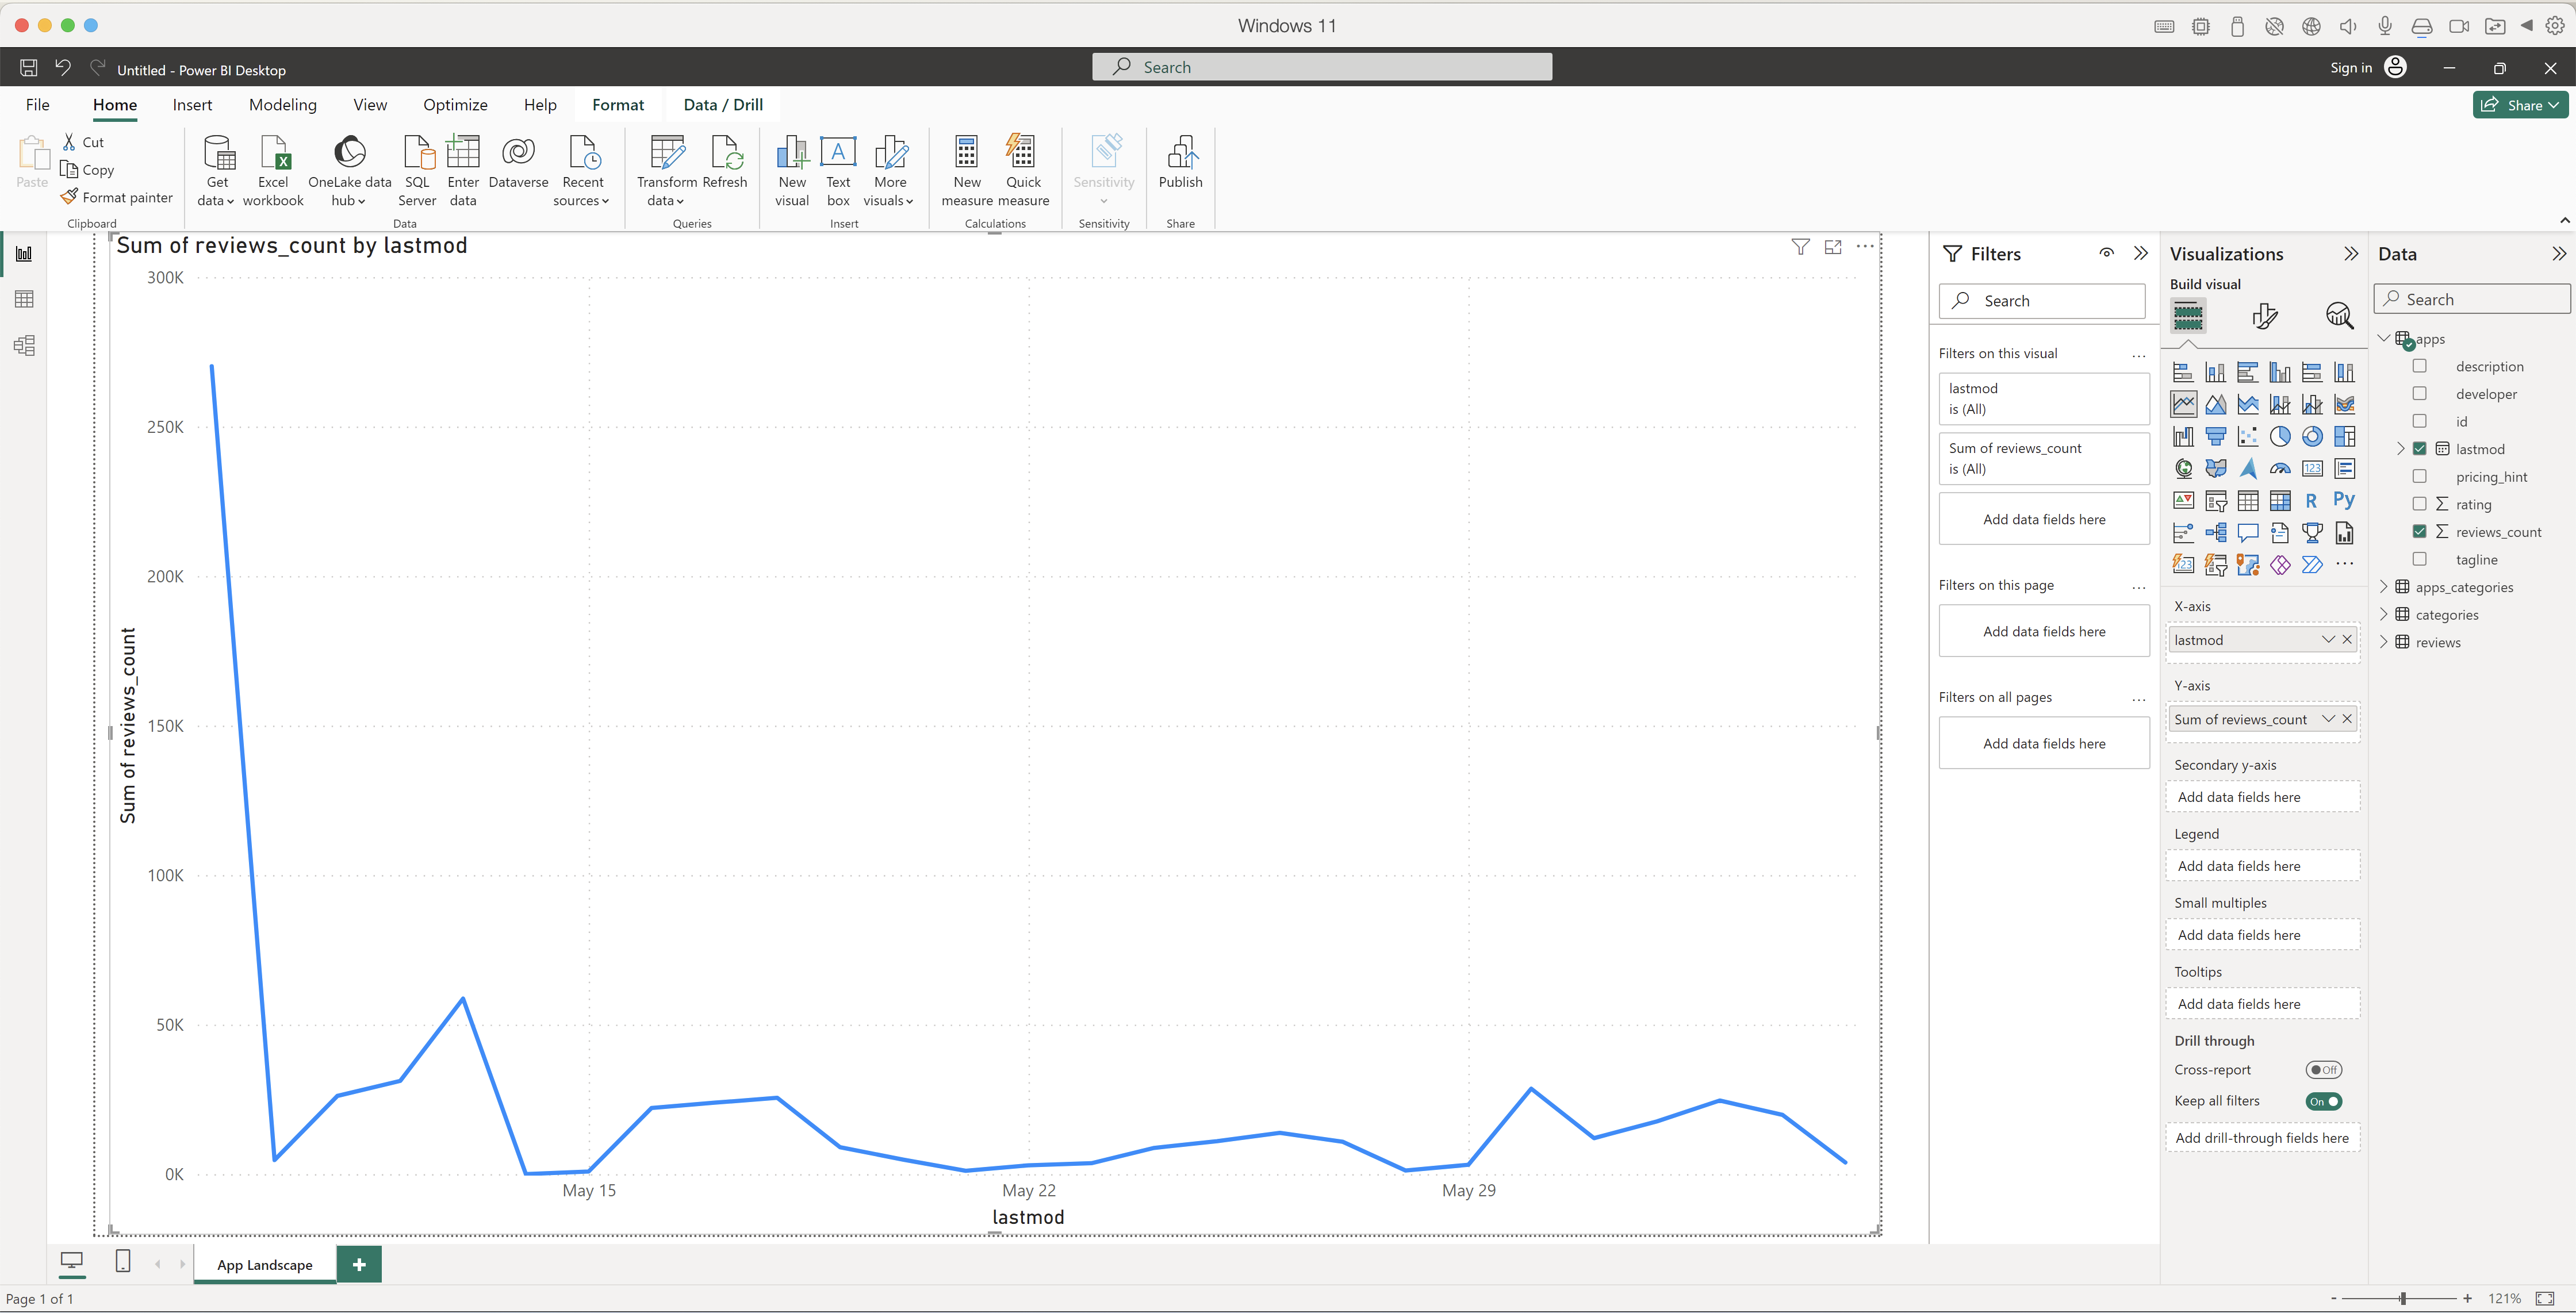 Windows 11
Untitled - Power BI Desktop
Search
Sign in
File Home Insert Modeling View Optimize Help Format Data / Drill
Share
Paste
Cut
Copy
Format painter
Clipboard
Get data
Excel workbook
OneLake data hub
SQL Server
Enter data
Dataverse
Recent sources
Data
Transform data
Refresh
Queries
New visual
A
Text box
More visuals
Insert
New measure
Quick measure
Calculations
Sensitivity
Sensitivity
Publish
Share
Sum of reviews_count by lastmod
300K
250K
200K
150K
100K
50K
0K
Sum of reviews_count
May 15
May 22
May 29
lastmod
Filters
Search
Filters on this visual
lastmod
is (All)
Sum of reviews_count
is (All)
Add data fields here
Filters on this page
Add data fields here
Filters on all pages
Add data fields here
Visualizations
Build visual
123
R Py
123
X-axis
lastmod
Y-axis
Sum of reviews_count
Secondary y-axis
Add data fields here
Legend
Add data fields here
Small multiples
Add data fields here
Tooltips
Add data fields here
Drill through
Cross-report
Off
Keep all filters
On
Add drill-through fields here
Data
Search
apps
description
developer
id
lastmod
pricing_hint
rating
reviews_count
tagline
apps_categories
categories
reviews
App Landscape
Page 1 of 1
121%